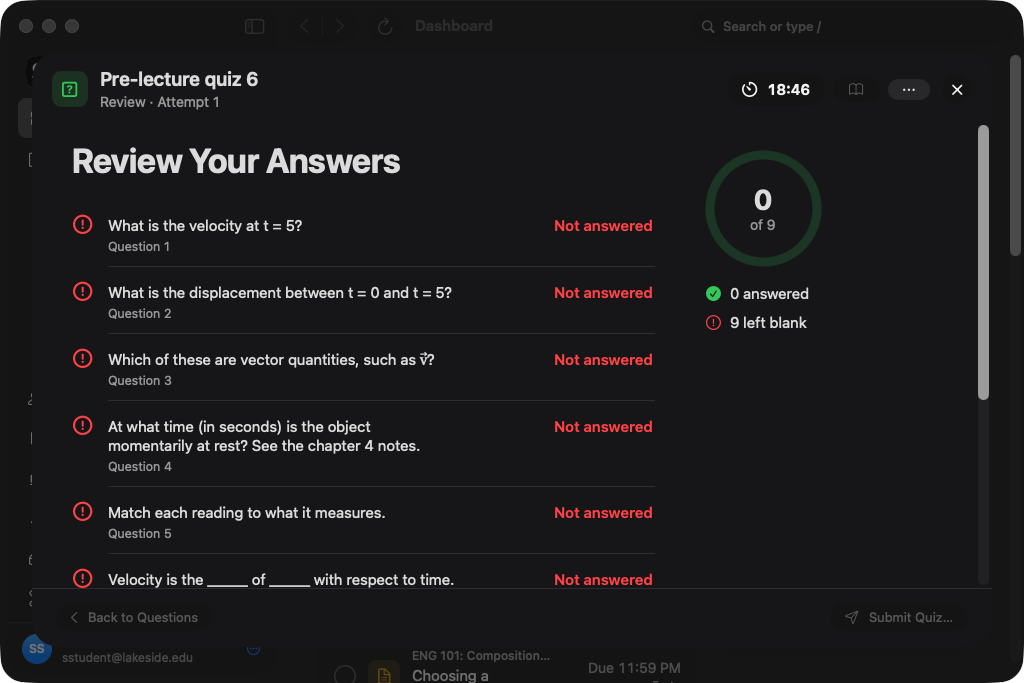 Dashboard
Search or type /
Pre-lecture quiz 6
Review · Attempt 1
18:46
Review Your Answers
What is the velocity at t = 5?
Not answered
Question 1
What is the displacement between t = 0 and t = 5?
Not answered
Question 2
Which of these are vector quantities, such as v⃗?
Not answered
Question 3
At what time (in seconds) is the object
momentarily at rest? See the chapter 4 notes.
Not answered
Question 4
Match each reading to what it measures.
Not answered
Question 5
Velocity is the _____ of _____ with respect to time.
Not answered
0
of 9
0 answered
9 left blank
Back to Questions
Submit Quiz...
SS
sstudent@lakeside.edu
ENG 101: Composition...
Choosing a
Due 11:59 PM